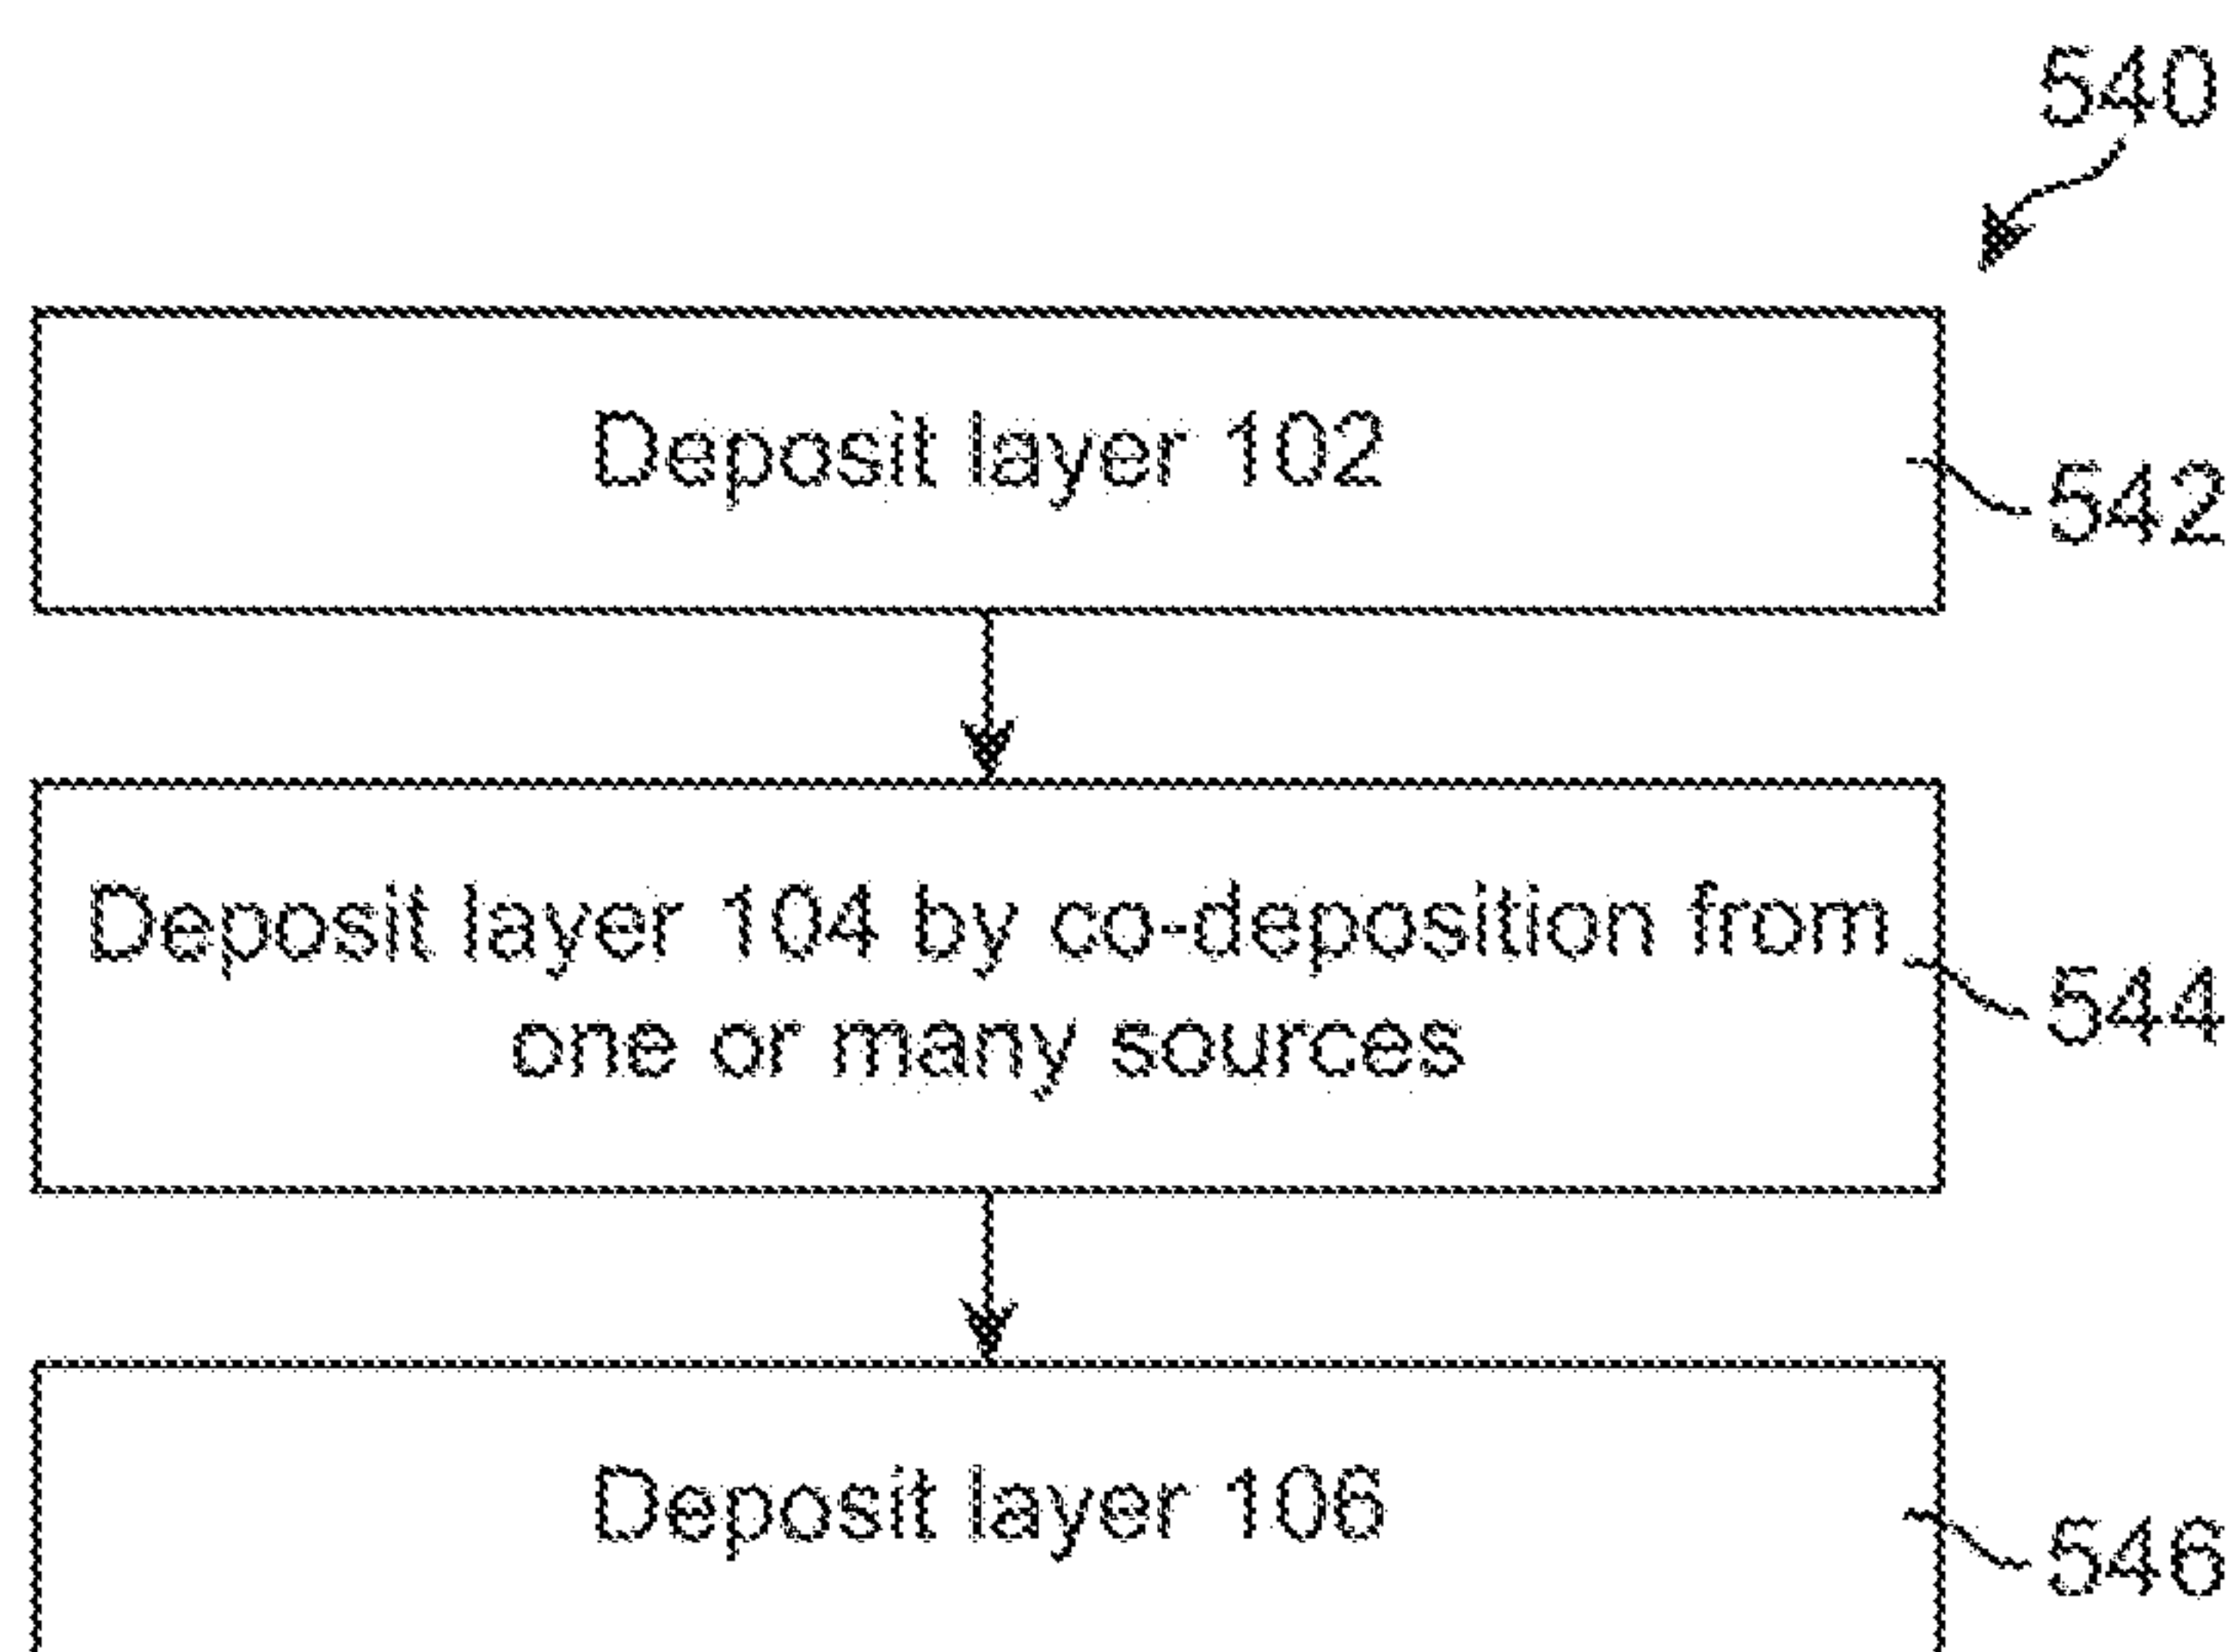 540
Deposit layer 102
542
Deposit layer 104 by co-deposition from
one or many sources
544
Deposit layer 106
546